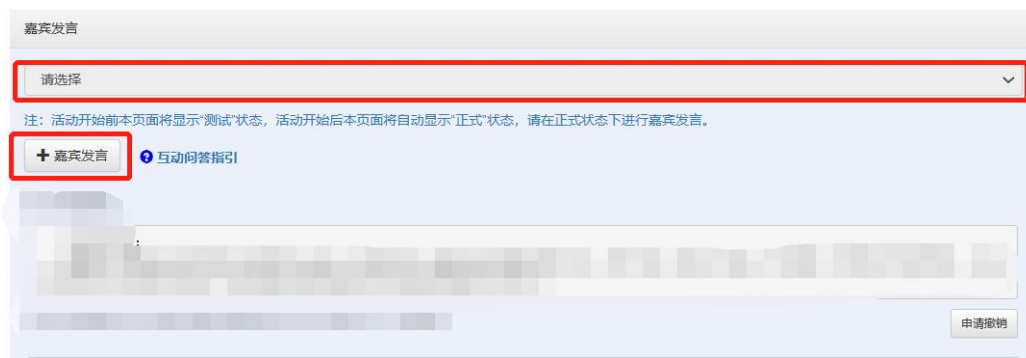 嘉宾发言
请选择
注：活动开始前本页面将显示“测试”状态，活动开始后本页面将自动显示“正式”状态，请在正式状态下进行嘉宾发言。
+ 嘉宾发言 ? 互动问答指引
：
申请撤销